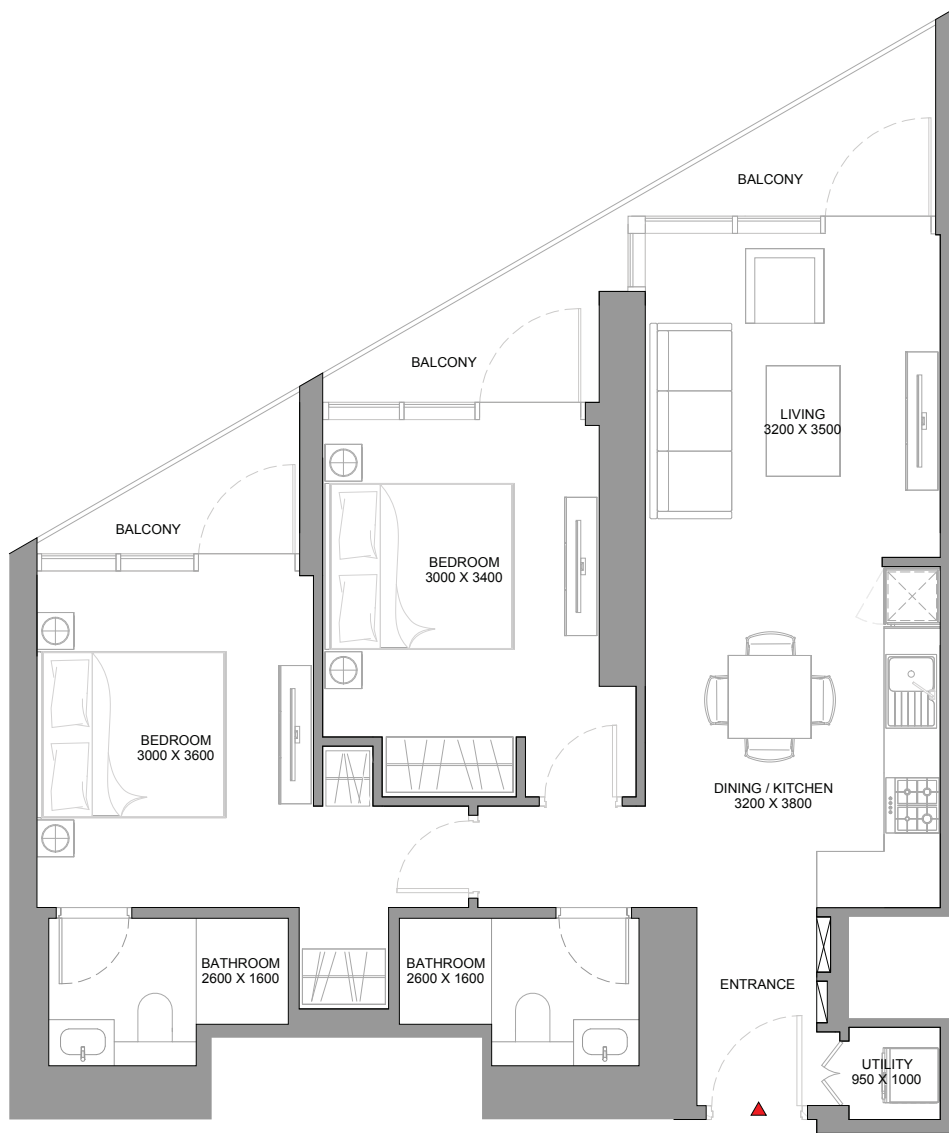 BALCONY
BALCONY
LIVING
3200 X 3500
BALCONY
BEDROOM
3000 X 3400
BEDROOM
3000 X 3600
DINING / KITCHEN
3200 X 3800
BATHROOM
2600 X 1600
BATHROOM
2600 X 1600
ENTRANCE
UTILITY
950 X 1000